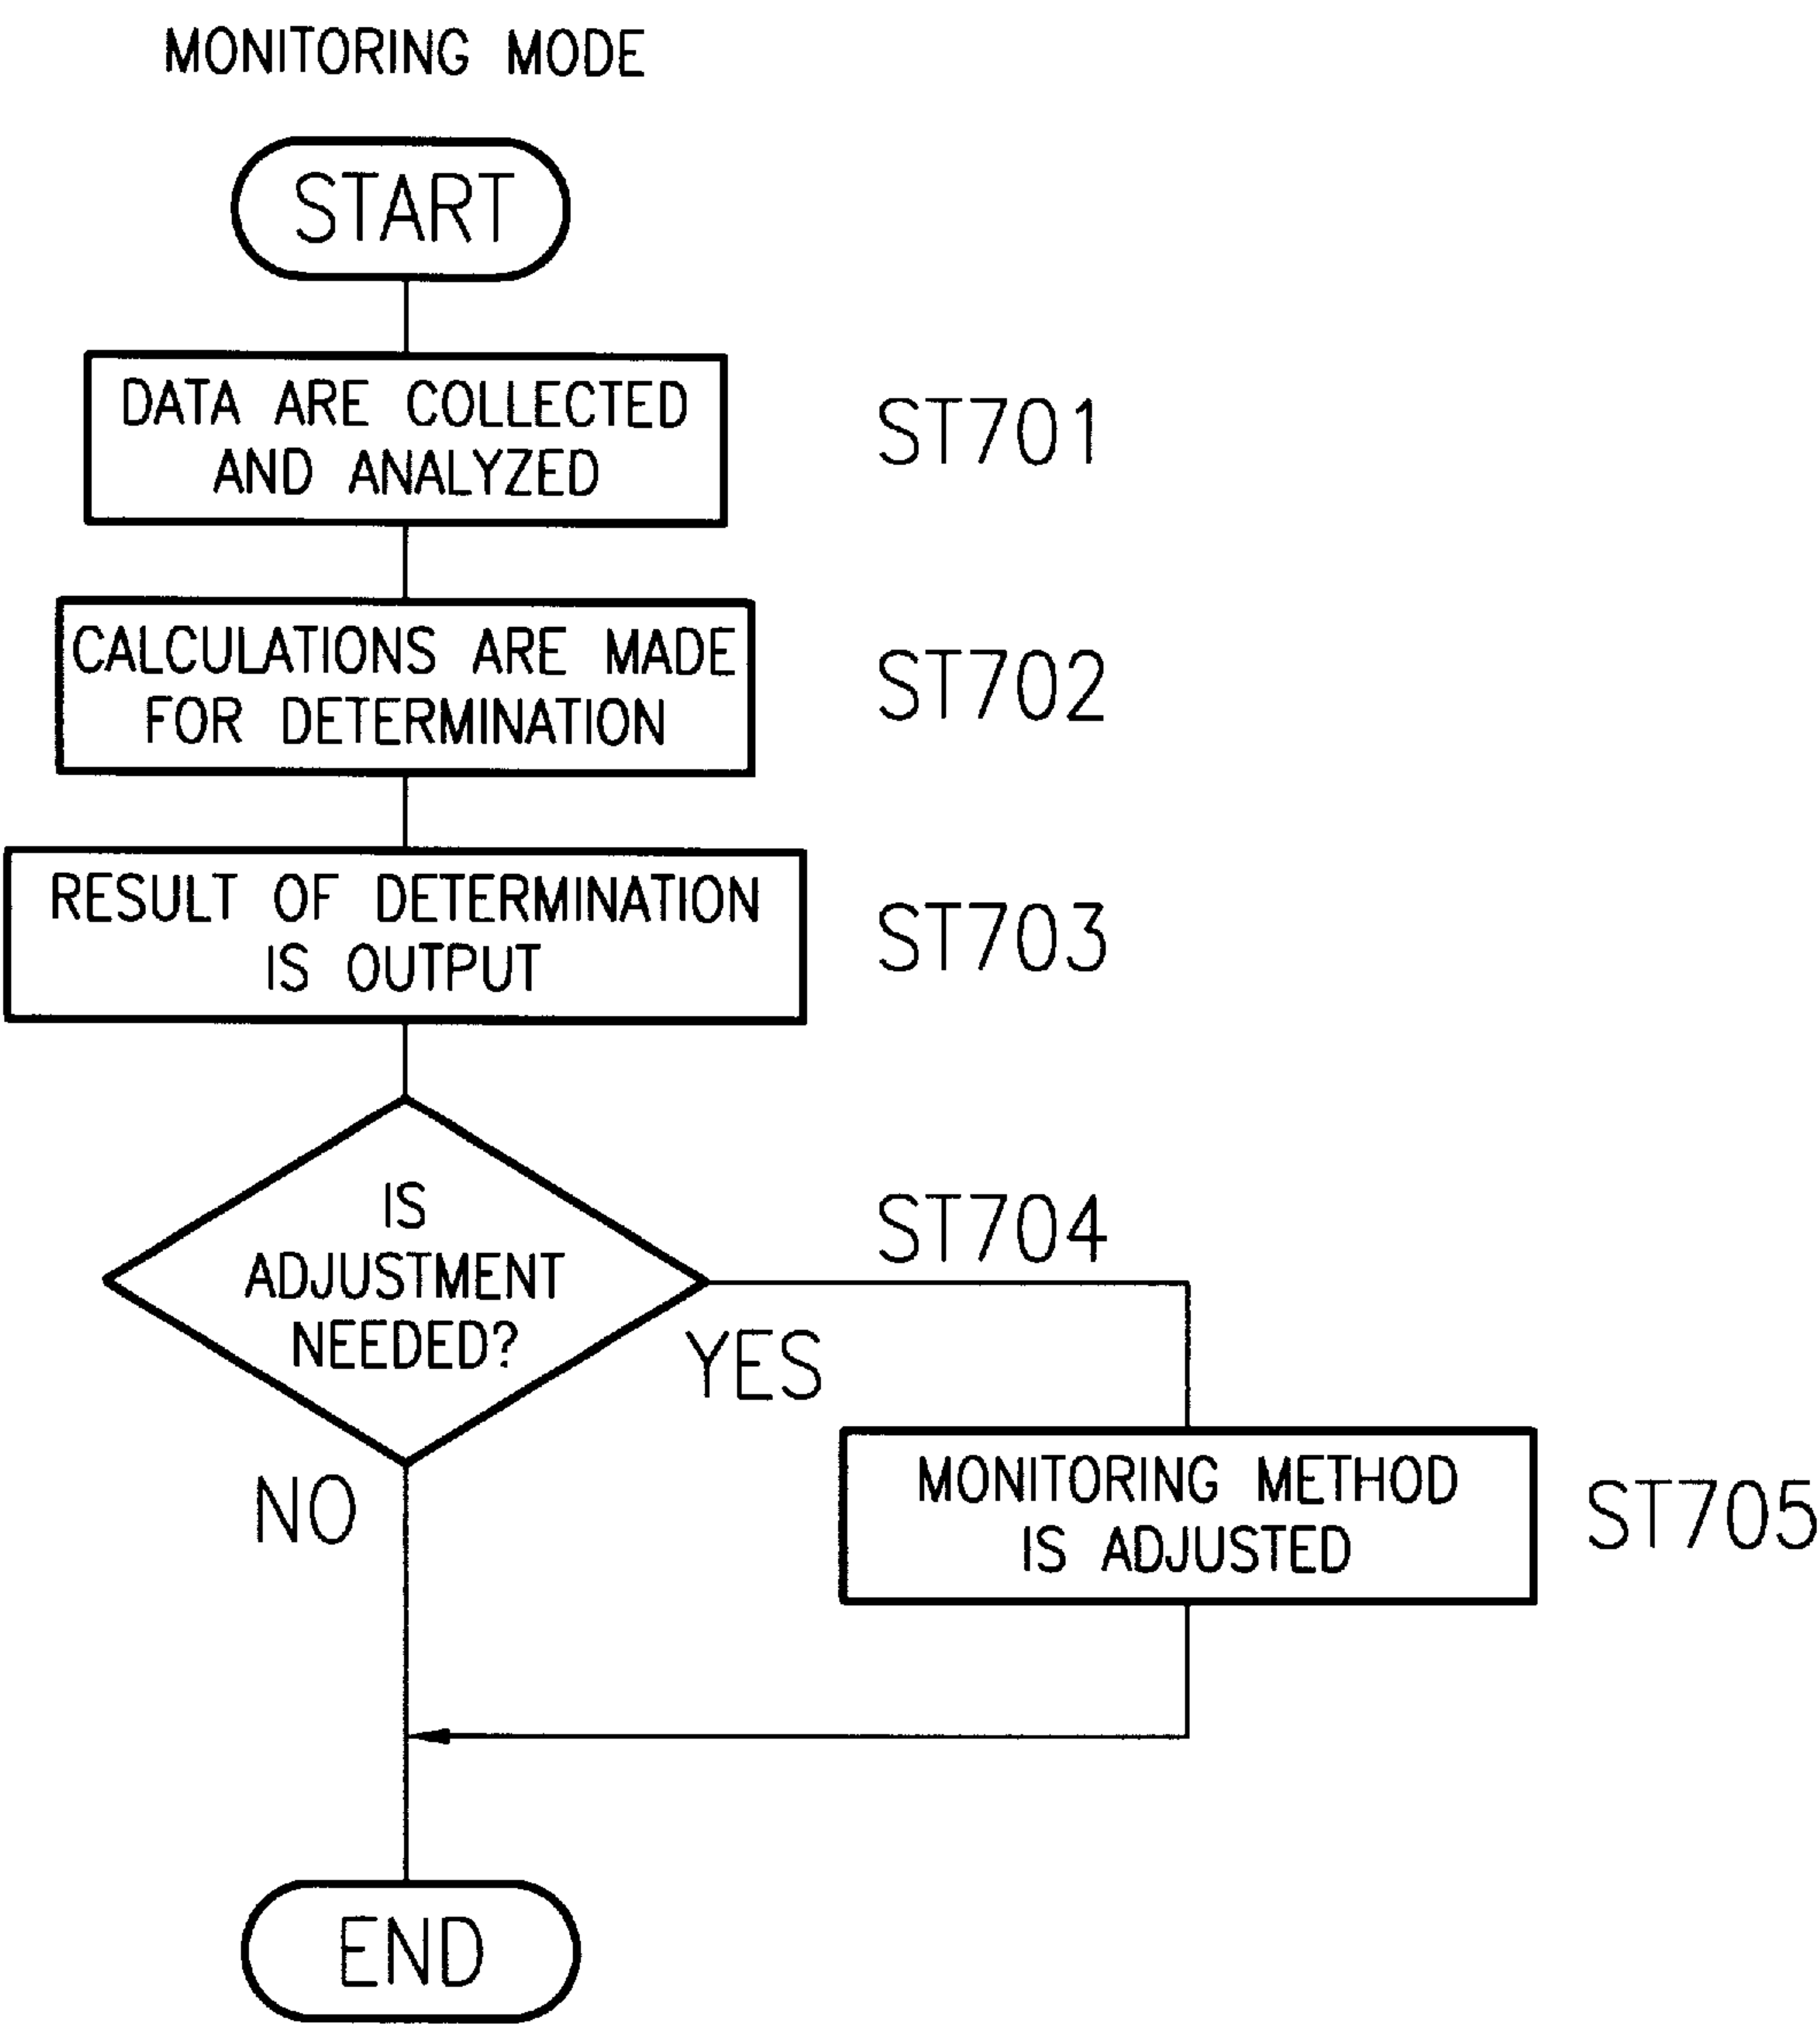 MONITORING MODE
START
DATA ARE COLLECTED
AND ANALYZED
ST701
CALCULATIONS ARE MADE
FOR DETERMINATION
ST702
RESULT OF DETERMINATION
IS OUTPUT
ST703
IS
ADJUSTMENT
NEEDED?
ST704
YES
NO
MONITORING METHOD
IS ADJUSTED
ST705
END